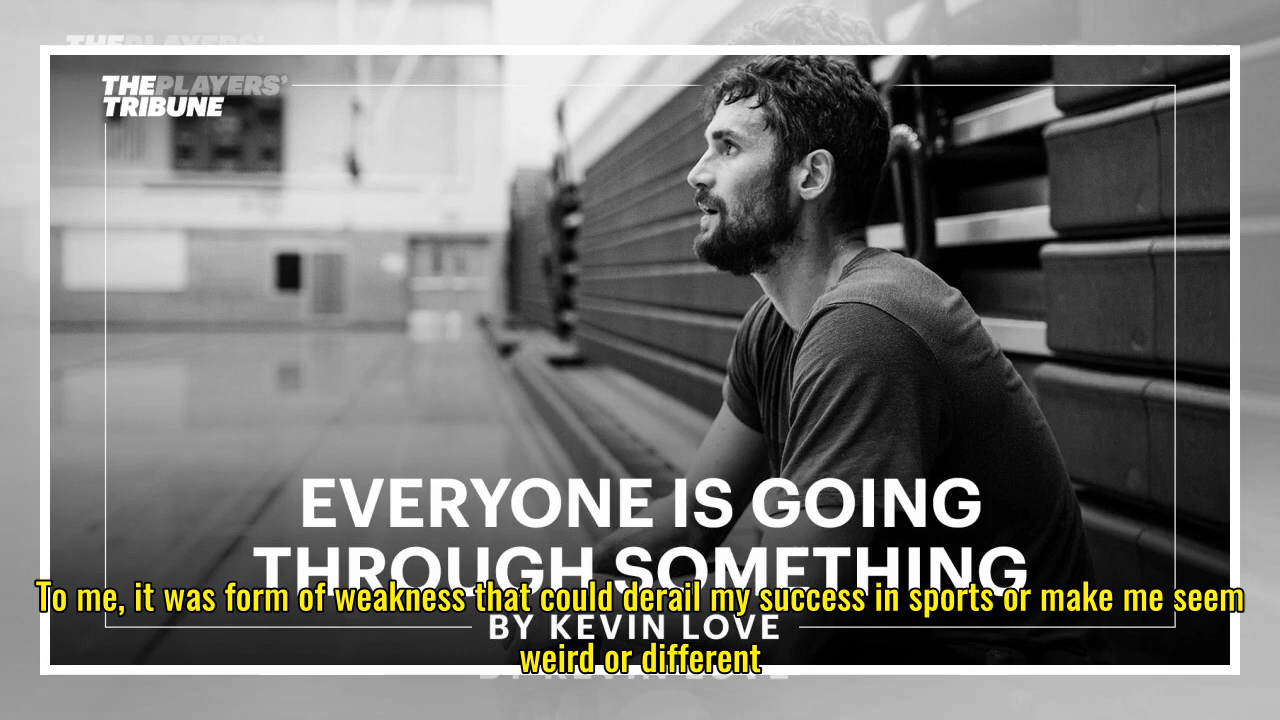 THE PLAYERS'
TRIBUNE
EVERYONE IS GOING
THROUGH SOMETHING
To me, it was form of weakness that could derail my success in sports or make me seem
BY KEVIN LOVE
weird or different